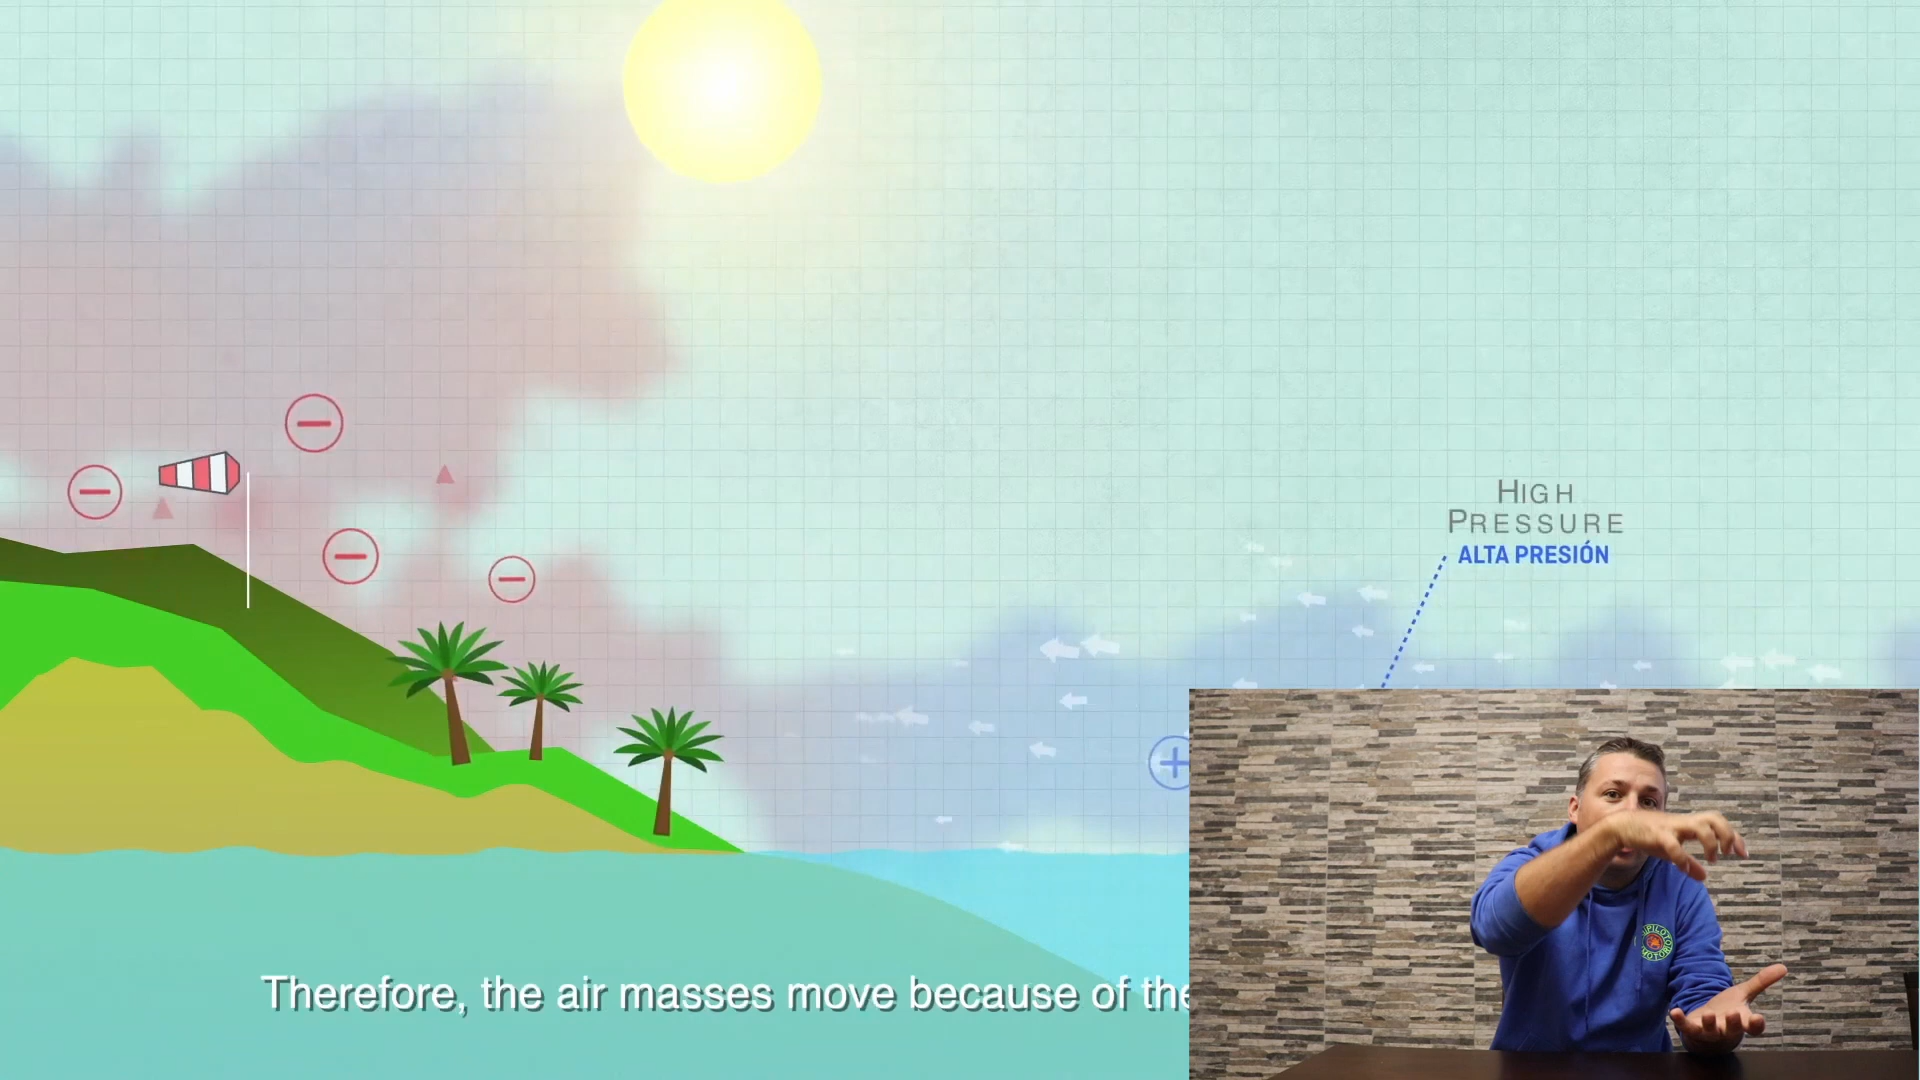 HIGH
PRESSURE
ALTA PRESIÓN
Therefore, the air masses move because of the